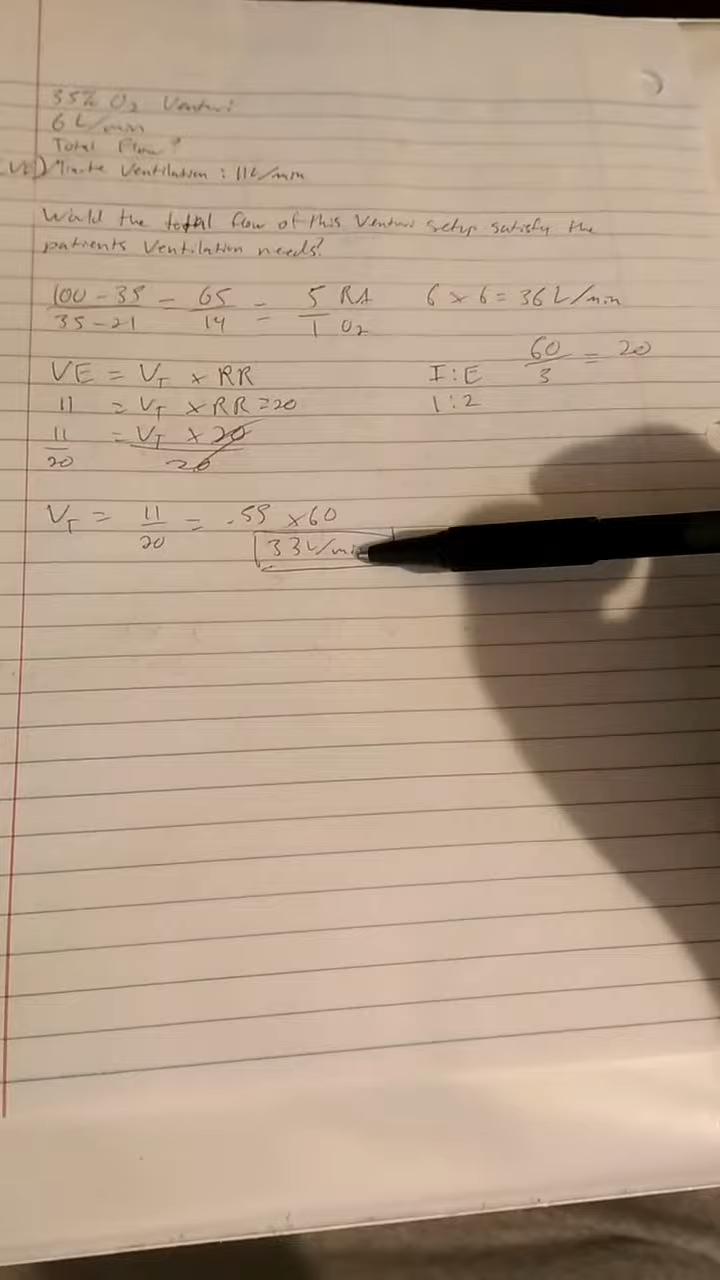 35% O2 Venturi
6 L/min
Total Flow?
(VE) Minute Ventilation : 11L/min
Would the total flow of this Venturi setup satisfy the
patients Ventilation needs?
100 - 35 / 35 - 21 = 65 / 14 = 5 RA / 1 O2    6 x 6 = 36 L/min
60 / 3 = 20
VE = VT x RR    I:E
11 = VT x RR = 20    1:2
11 / 20 = VT x 20 / 20
VT = 11 / 20 = .55 x 60
33L/min